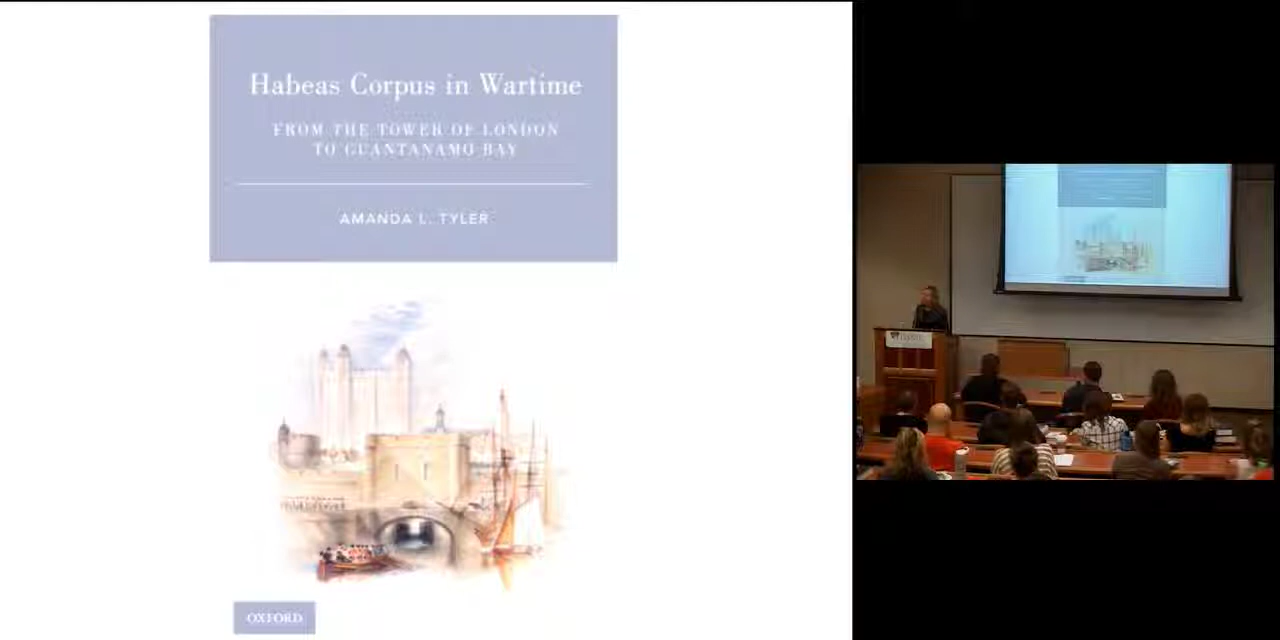 Habeas Corpus in Wartime
FROM THE TOWER OF LONDON
TO GUANTANAMO BAY
AMANDA L. TYLER
OXFORD